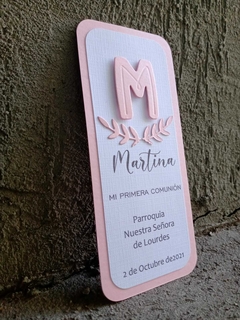 M
Martina
MI PRIMERA COMUNIÓN
Parroquia
Nuestra Señora
de Lourdes
2 de Octubre de2021